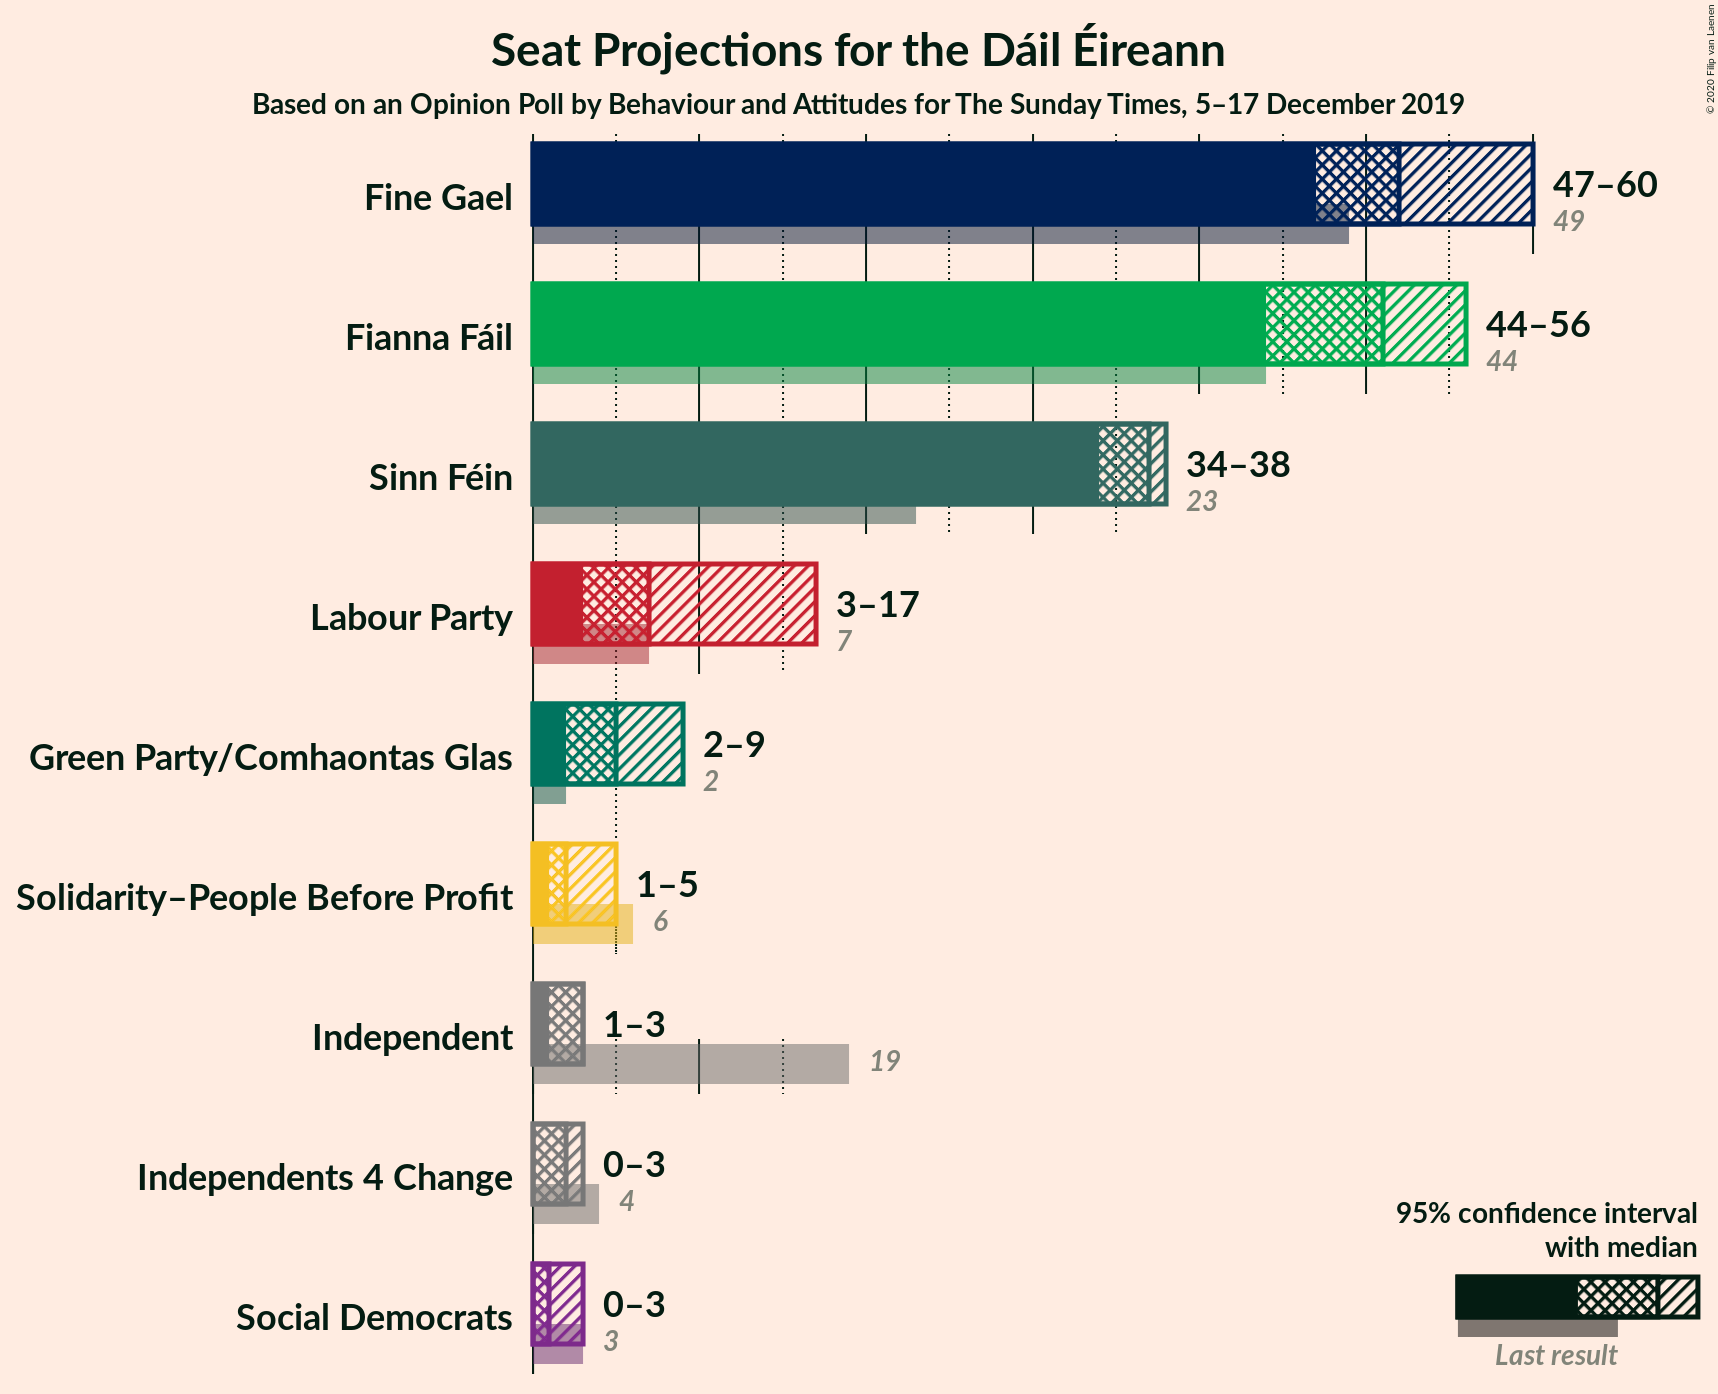 Seat Projections for the Dáil Éireann
Based on an Opinion Poll by Behaviour and Attitudes for The Sunday Times, 5–17 December 2019
© 2020 Filip van Laenen
Fine Gael
47–60
49
Fianna Fáil
44–56
44
Sinn Féin
34–38
23
Labour Party
3–17
7
Green Party/Comhaontas Glas
2–9
2
Solidarity–People Before Profit
1–5
6
Independent
1–3
19
Independents 4 Change
0–3
4
Social Democrats
0–3
3
95% confidence interval
with median
Last result